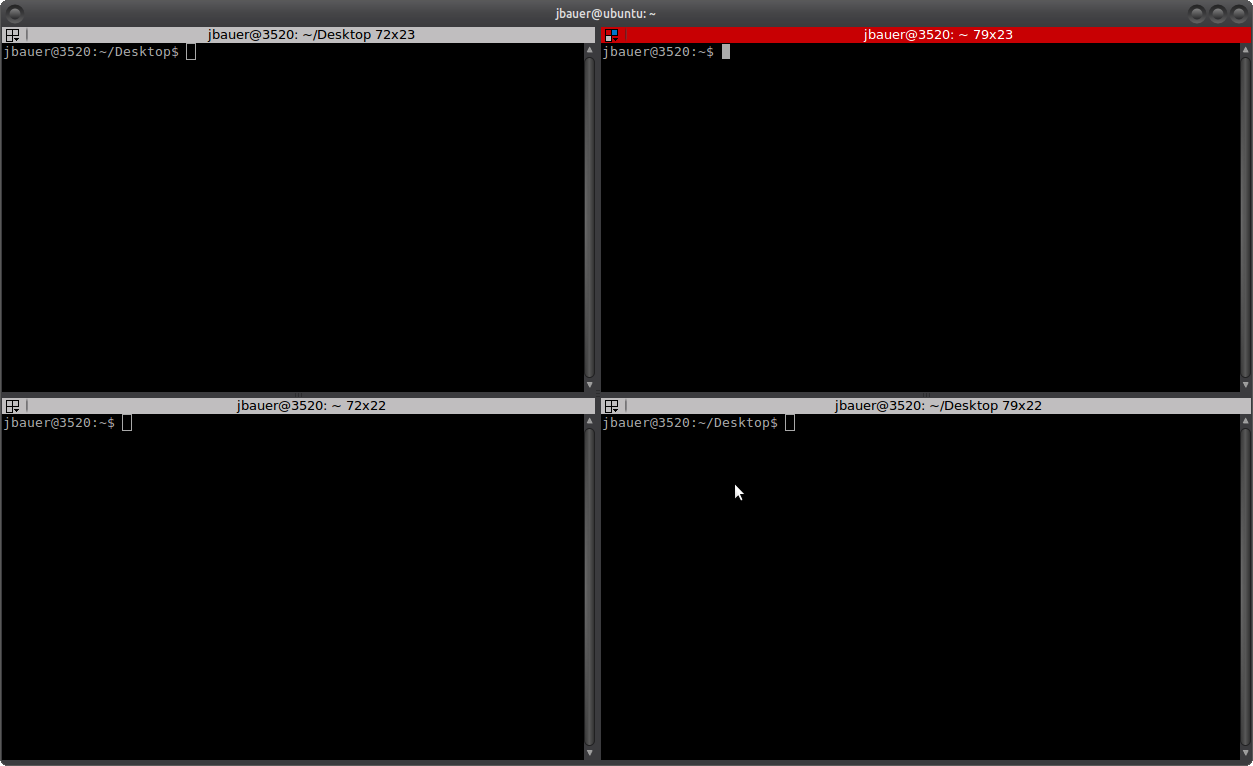 jbauer@ubuntu: ~
jbauer@3520: ~/Desktop 72x23
jbauer@3520:~/Desktop$
jbauer@3520: ~ 79x23
jbauer@3520:~$
jbauer@3520: ~ 72x22
jbauer@3520:~$
jbauer@3520: ~/Desktop 79x22
jbauer@3520:~/Desktop$